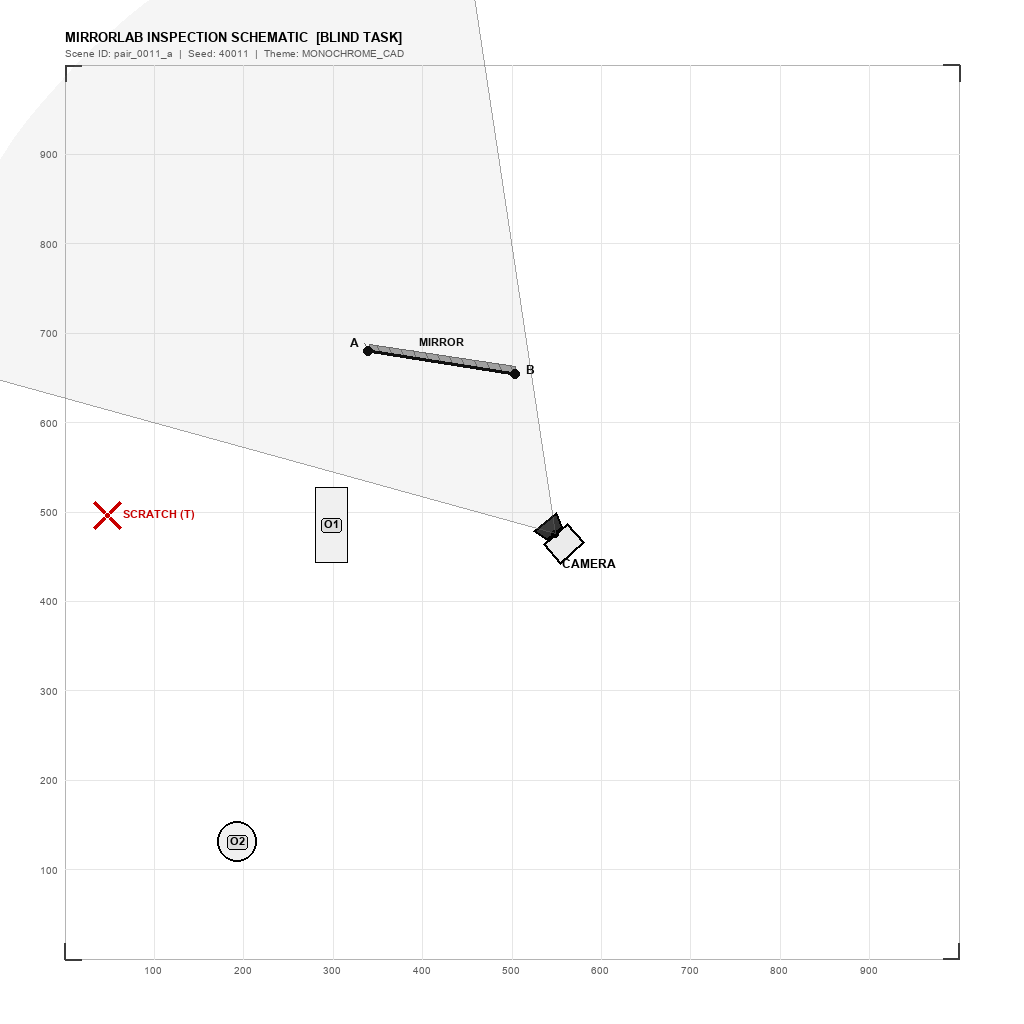 MIRRORLAB INSPECTION SCHEMATIC [BLIND TASK]
Scene ID: pair_0011_a | Seed: 40011 | Theme: MONOCHROME_CAD
900
800
700
A
MIRROR
B
600
500
SCRATCH (T)
O1
CAMERA
400
300
200
O2
100
100 200 300 400 500 600 700 800 900